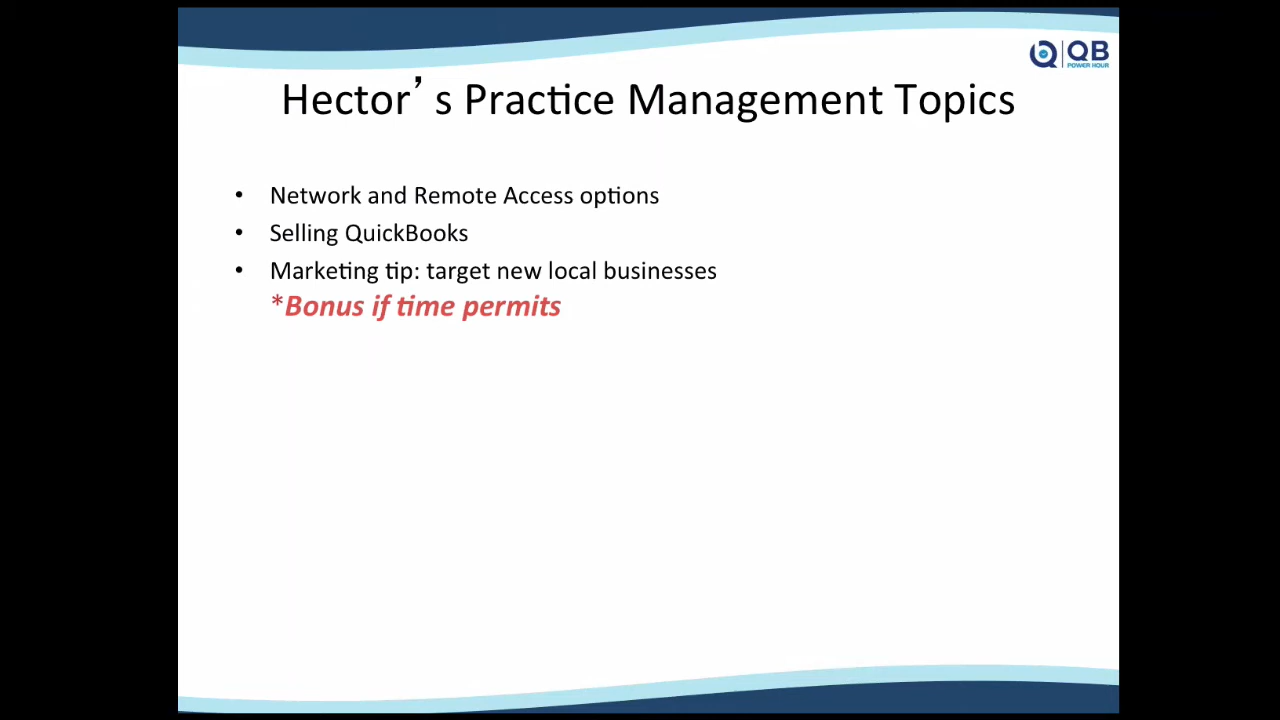 QB
POWER HOUR
Hector's Practice Management Topics
• Network and Remote Access options
• Selling QuickBooks
• Marketing tip: target new local businesses
*Bonus if time permits